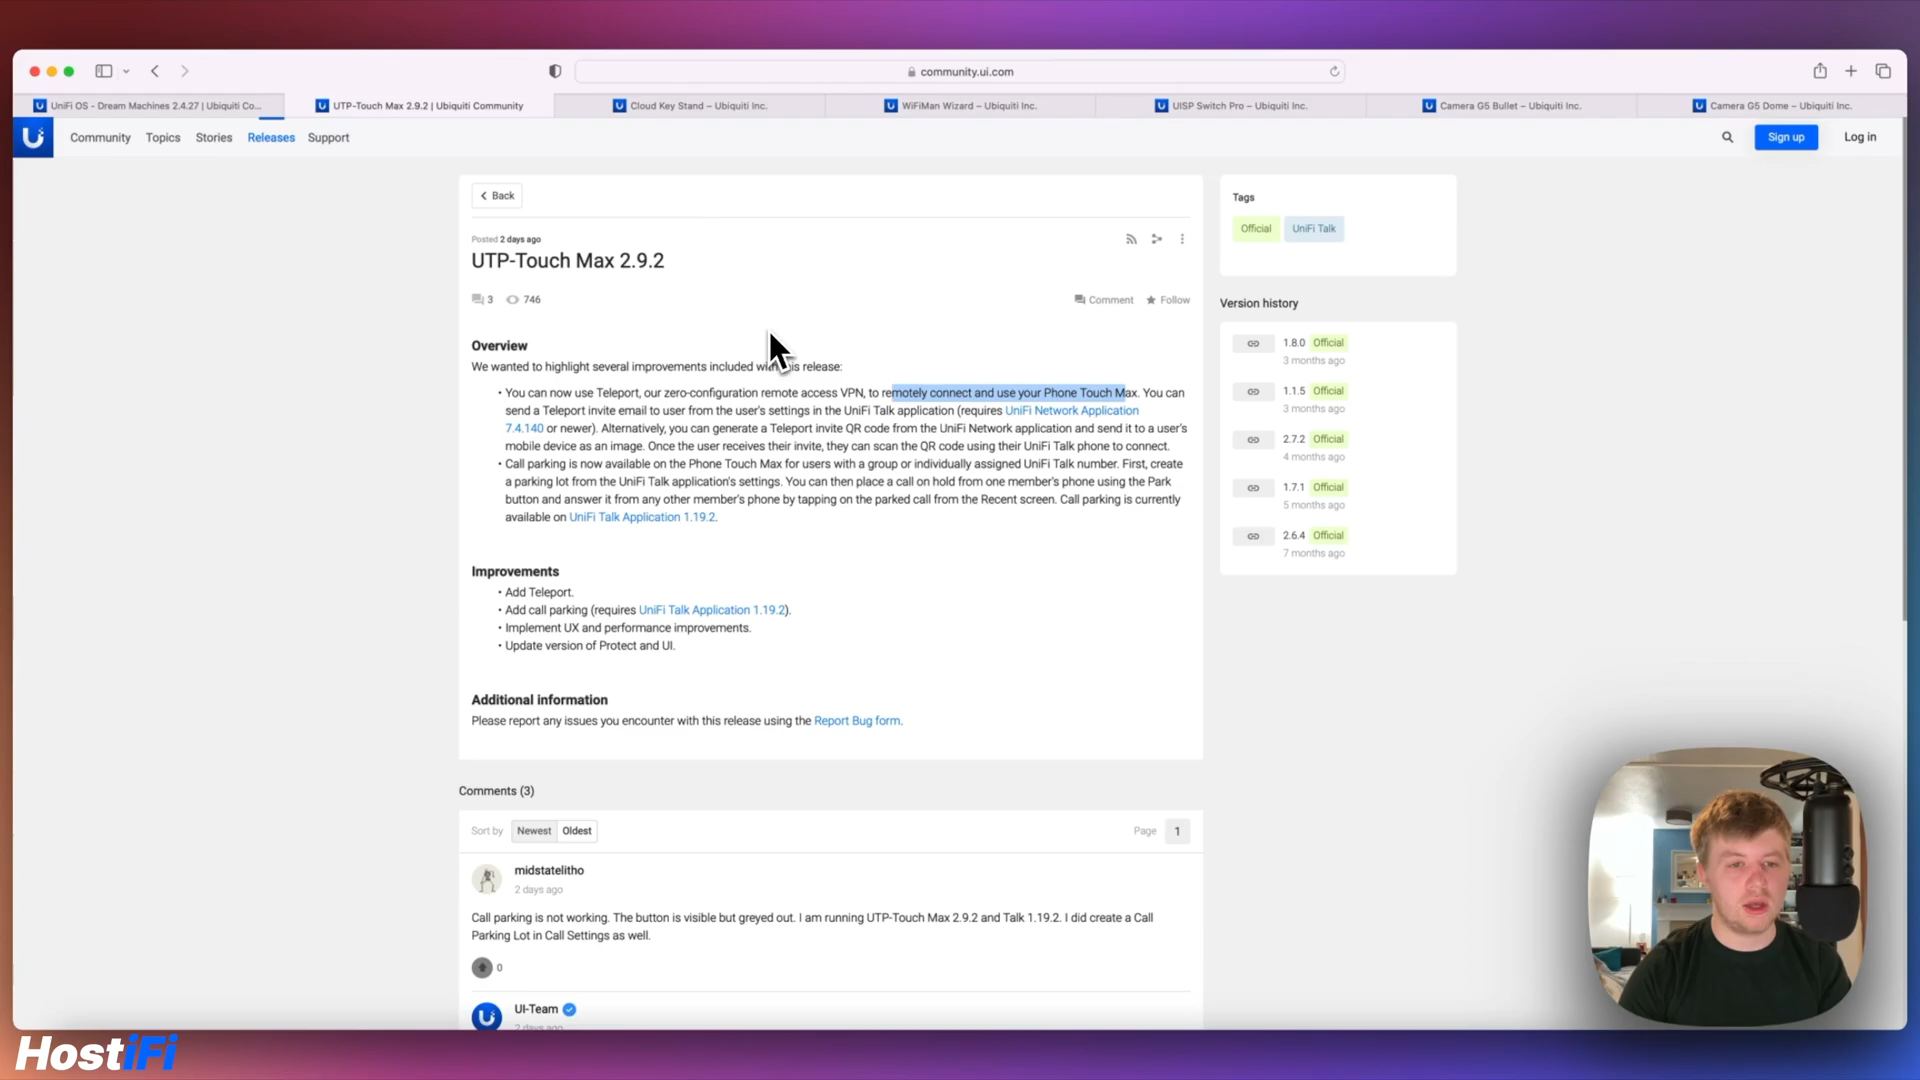 community.ui.com
UniFi OS - Dream Machines 2.4.27 | Ubiquiti Co...
UTP-Touch Max 2.9.2 | Ubiquiti Community
Cloud Key Stand – Ubiquiti Inc.
WiFiMan Wizard – Ubiquiti Inc.
UISP Switch Pro – Ubiquiti Inc.
Camera G5 Bullet – Ubiquiti Inc.
Camera G5 Dome – Ubiquiti Inc.
Community Topics Stories Releases Support
Sign up
Log in
Back
Posted 2 days ago
UTP-Touch Max 2.9.2
3 746
Comment Follow
Overview
We wanted to highlight several improvements included release:
• You can now use Teleport, our zero-configuration remote access VPN, to remotely connect and use your Phone Touch Max. You can
send a Teleport invite email to user from the user's settings in the UniFi Talk application (requires UniFi Network Application
7.4.140 or newer). Alternatively, you can generate a Teleport invite QR code from the UniFi Network application and send it to a user's
mobile device as an image. Once the user receives their invite, they can scan the QR code using their UniFi Talk phone to connect.
• Call parking is now available on the Phone Touch Max for users with a group or individually assigned UniFi Talk number. First, create
a parking lot from the UniFi Talk application's settings. You can then place a call on hold from one member's phone using the Park
button and answer it from any other member's phone by tapping on the parked call from the Recent screen. Call parking is currently
available on UniFi Talk Application 1.19.2.
Improvements
• Add Teleport.
• Add call parking (requires UniFi Talk Application 1.19.2).
• Implement UX and performance improvements.
• Update version of Protect and UI.
Additional information
Please report any issues you encounter with this release using the Report Bug form.
Tags
Official UniFi Talk
Version history
1.8.0 Official
3 months ago
1.1.5 Official
3 months ago
2.7.2 Official
4 months ago
1.7.1 Official
5 months ago
2.6.4 Official
7 months ago
Comments (3)
Sort by Newest Oldest
Page 1
midstatelitho
2 days ago
Call parking is not working. The button is visible but greyed out. I am running UTP-Touch Max 2.9.2 and Talk 1.19.2. I did create a Call
Parking Lot in Call Settings as well.
0
UI-Team
2 days ago
HostiFi